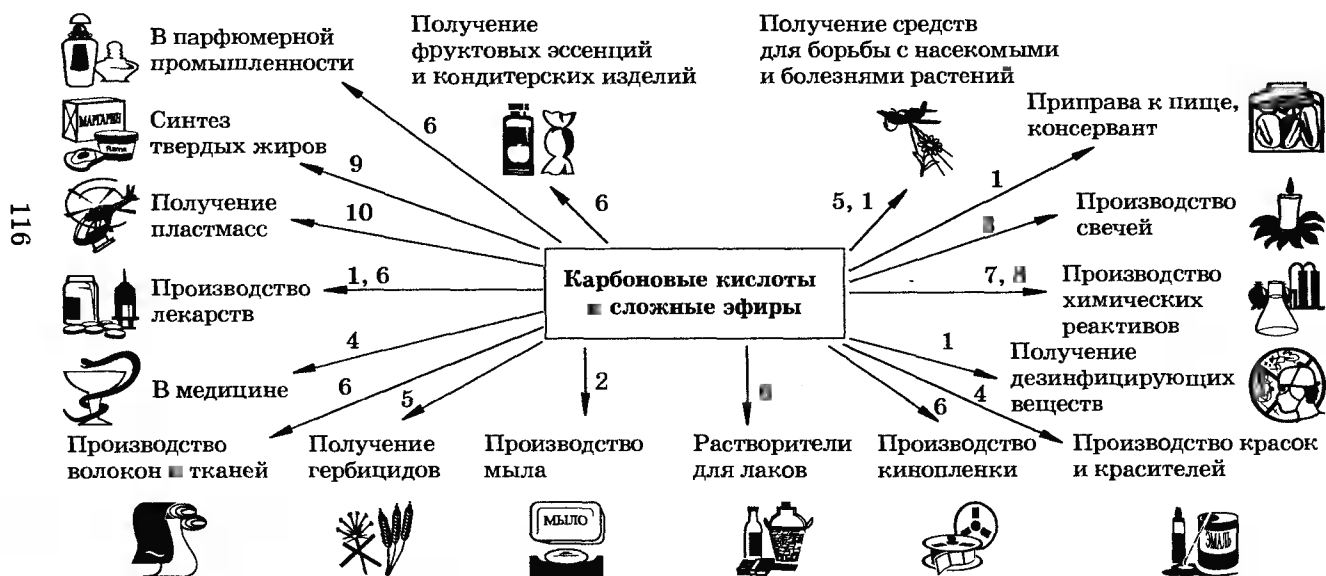 В парфюмерной
промышленности
Получение
фруктовых эссенций
и кондитерских изделий
Получение средств
для борьбы с насекомыми
и болезнями растений
Приправа к пище,
консервант
6
6
5, 1
1
МАРГАРИН
Rama
Синтез
твердых жиров
9
Получение
пластмасс
10
Производство
свечей
116
Карбоновые кислоты
сложные эфиры
Производство
лекарств
1, 6
7,
Производство
химических
реактивов
В медицине
4
1
Получение
дезинфицирующих
веществ
6
5
2
6
4
Производство
волокон тканей
Получение
гербицидов
Производство
мыла
Растворители
для лаков
Производство
кинопленки
Производство красок
и красителей
МЫЛО
ЭМАЛЬ